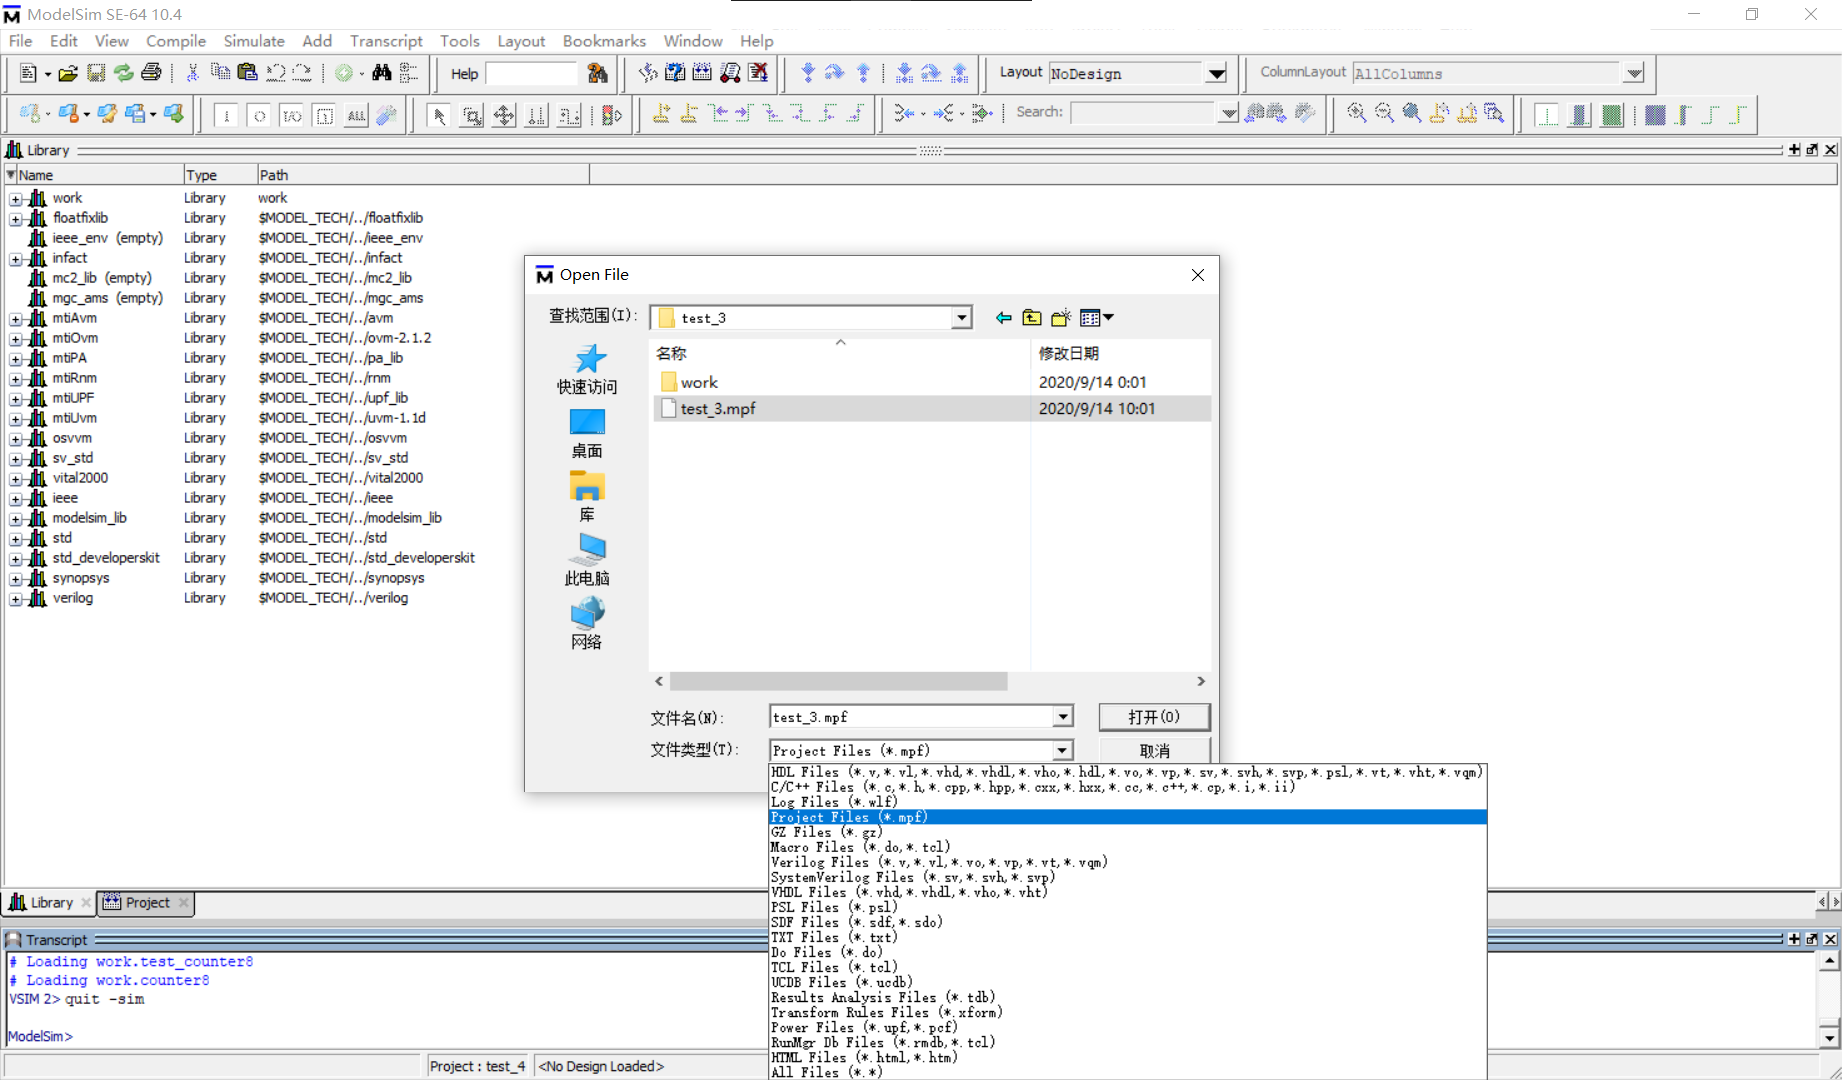 ModelSim SE-64 10.4
File Edit View Compile Simulate Add Transcript Tools Layout Bookmarks Window Help
Help
Layout NoDesign
ColumnLayout AllColumns
ALL
Search:
Library
Name Type Path
work Library work
floatfixlib Library $MODEL_TECH/../floatfixlib
ieee_env (empty) Library $MODEL_TECH/../ieee_env
infact Library $MODEL_TECH/../infact
mc2_lib (empty) Library $MODEL_TECH/../mc2_lib
mgc_ams (empty) Library $MODEL_TECH/../mgc_ams
mtiAvm Library $MODEL_TECH/../avm
mtiOvm Library $MODEL_TECH/../ovm-2.1.2
mtiPA Library $MODEL_TECH/../pa_lib
mtiRnm Library $MODEL_TECH/../rnm
mtiUPF Library $MODEL_TECH/../upf_lib
mtiUvm Library $MODEL_TECH/../uvm-1.1d
osvvm Library $MODEL_TECH/../osvvm
sv_std Library $MODEL_TECH/../sv_std
vital2000 Library $MODEL_TECH/../vital2000
ieee Library $MODEL_TECH/../ieee
modelsim_lib Library $MODEL_TECH/../modelsim_lib
std Library $MODEL_TECH/../std
std_developerskit Library $MODEL_TECH/../std_developerskit
synopsys Library $MODEL_TECH/../synopsys
verilog Library $MODEL_TECH/../verilog
Open File
查找范围(I): test_3
快速访问
桌面
库
此电脑
网络
名称 修改日期
work 2020/9/14 0:01
test_3.mpf 2020/9/14 10:01
文件名(N): test_3.mpf 打开(O)
文件类型(T): Project Files (*.mpf) 取消
HDL Files (*.v,*.vl,*.vhd,*.vhdl,*.vho,*.hdl,*.vo,*.vp,*.sv,*.svh,*.svp,*.psl,*.vt,*.vht,*.vqm)
C/C++ Files (*.c,*.h,*.cpp,*.hpp,*.cxx,*.hxx,*.cc,*.c++,*.cp,*.i,*.ii)
Log Files (*.wlf)
Project Files (*.mpf)
GZ Files (*.gz)
Macro Files (*.do,*.tcl)
Verilog Files (*.v,*.vl,*.vo,*.vp,*.vt,*.vqm)
SystemVerilog Files (*.sv,*.svh,*.svp)
VHDL Files (*.vhd,*.vhdl,*.vho,*.vht)
PSL Files (*.psl)
SDF Files (*.sdf,*.sdo)
TXT Files (*.txt)
Do Files (*.do)
TCL Files (*.tcl)
UCDB Files (*.ucdb)
Results Analysis Files (*.tdb)
Transform Rules Files (*.xform)
Power Files (*.upf,*.pcf)
RunMgr Db Files (*.rmdb,*.tcl)
HTML Files (*.html,*.htm)
All Files (*.*)
Library Project
Transcript
# Loading work.test_counter8
# Loading work.counter8
VSIM 2> quit -sim
ModelSim>
Project : test_4 <No Design Loaded>